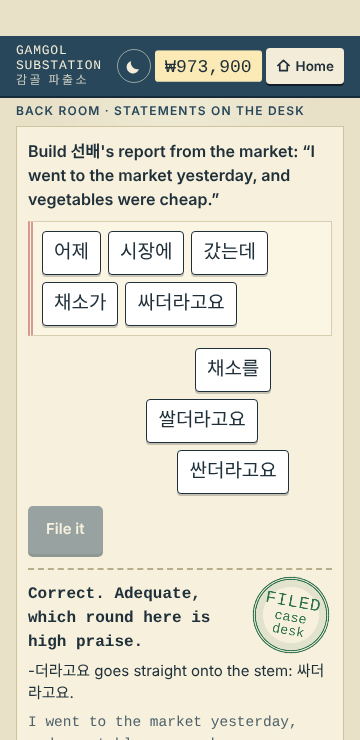 GAMGOL
SUBSTATION
감골 파출소
₩973,900
Home
BACK ROOM · STATEMENTS ON THE DESK
Build 선배's report from the market: “I
went to the market yesterday, and
vegetables were cheap.”
어제 시장에 갔는데
채소가 싸더라고요
채소를
쌀더라고요
싼더라고요
File it
Correct. Adequate,
which round here is
high praise.
FILED
case
desk
-더라고요 goes straight onto the stem: 싸더
라고요.
I went to the market yesterday,